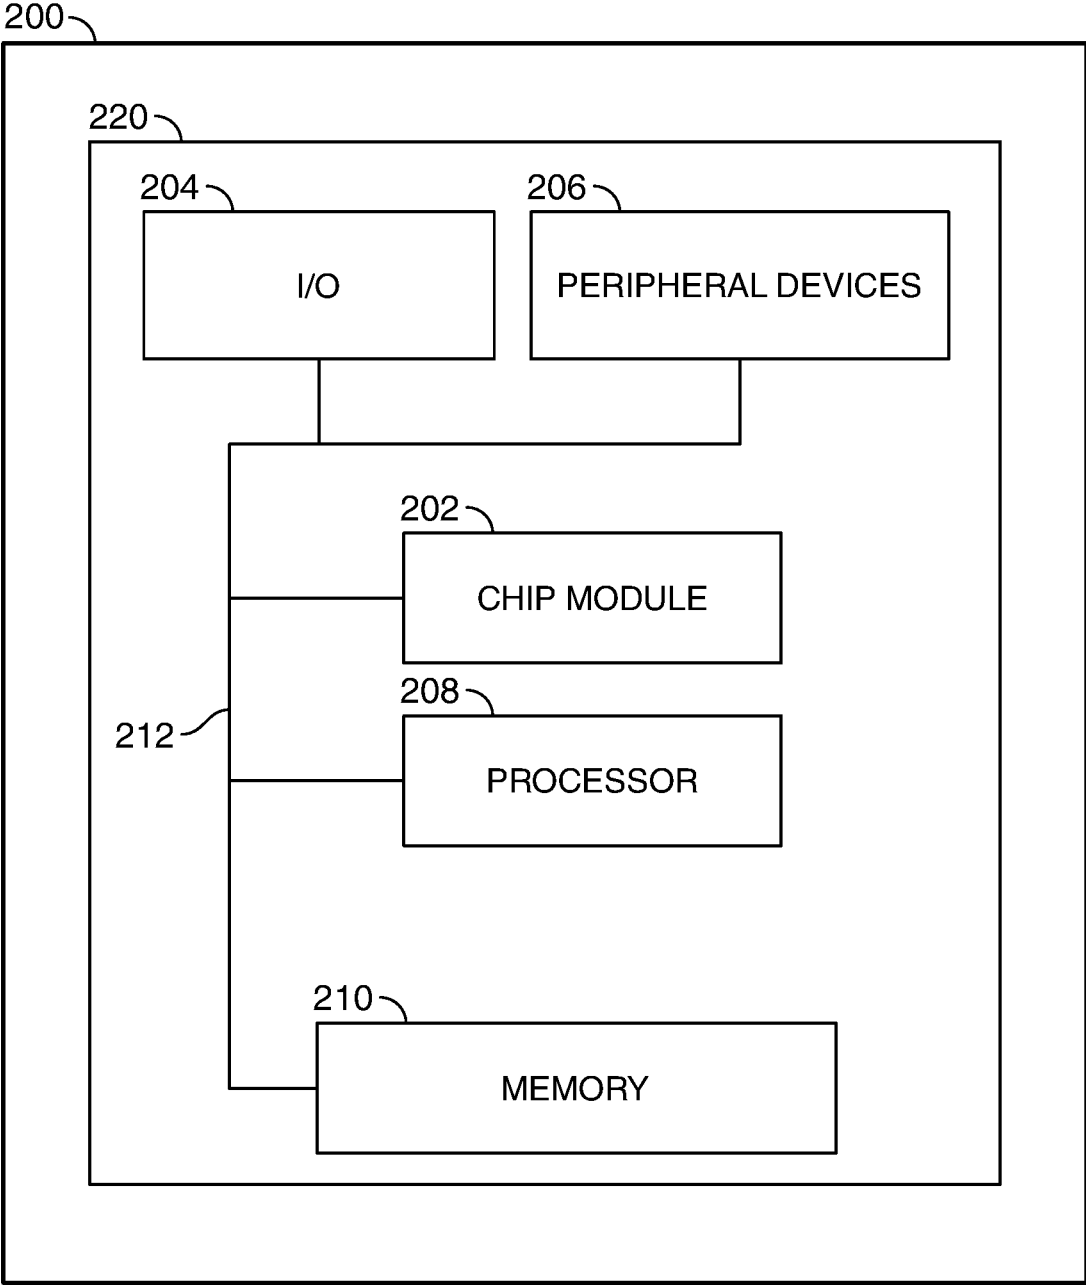 200
220
204
206
I/O
PERIPHERAL DEVICES
202
CHIP MODULE
208
212
PROCESSOR
210
MEMORY